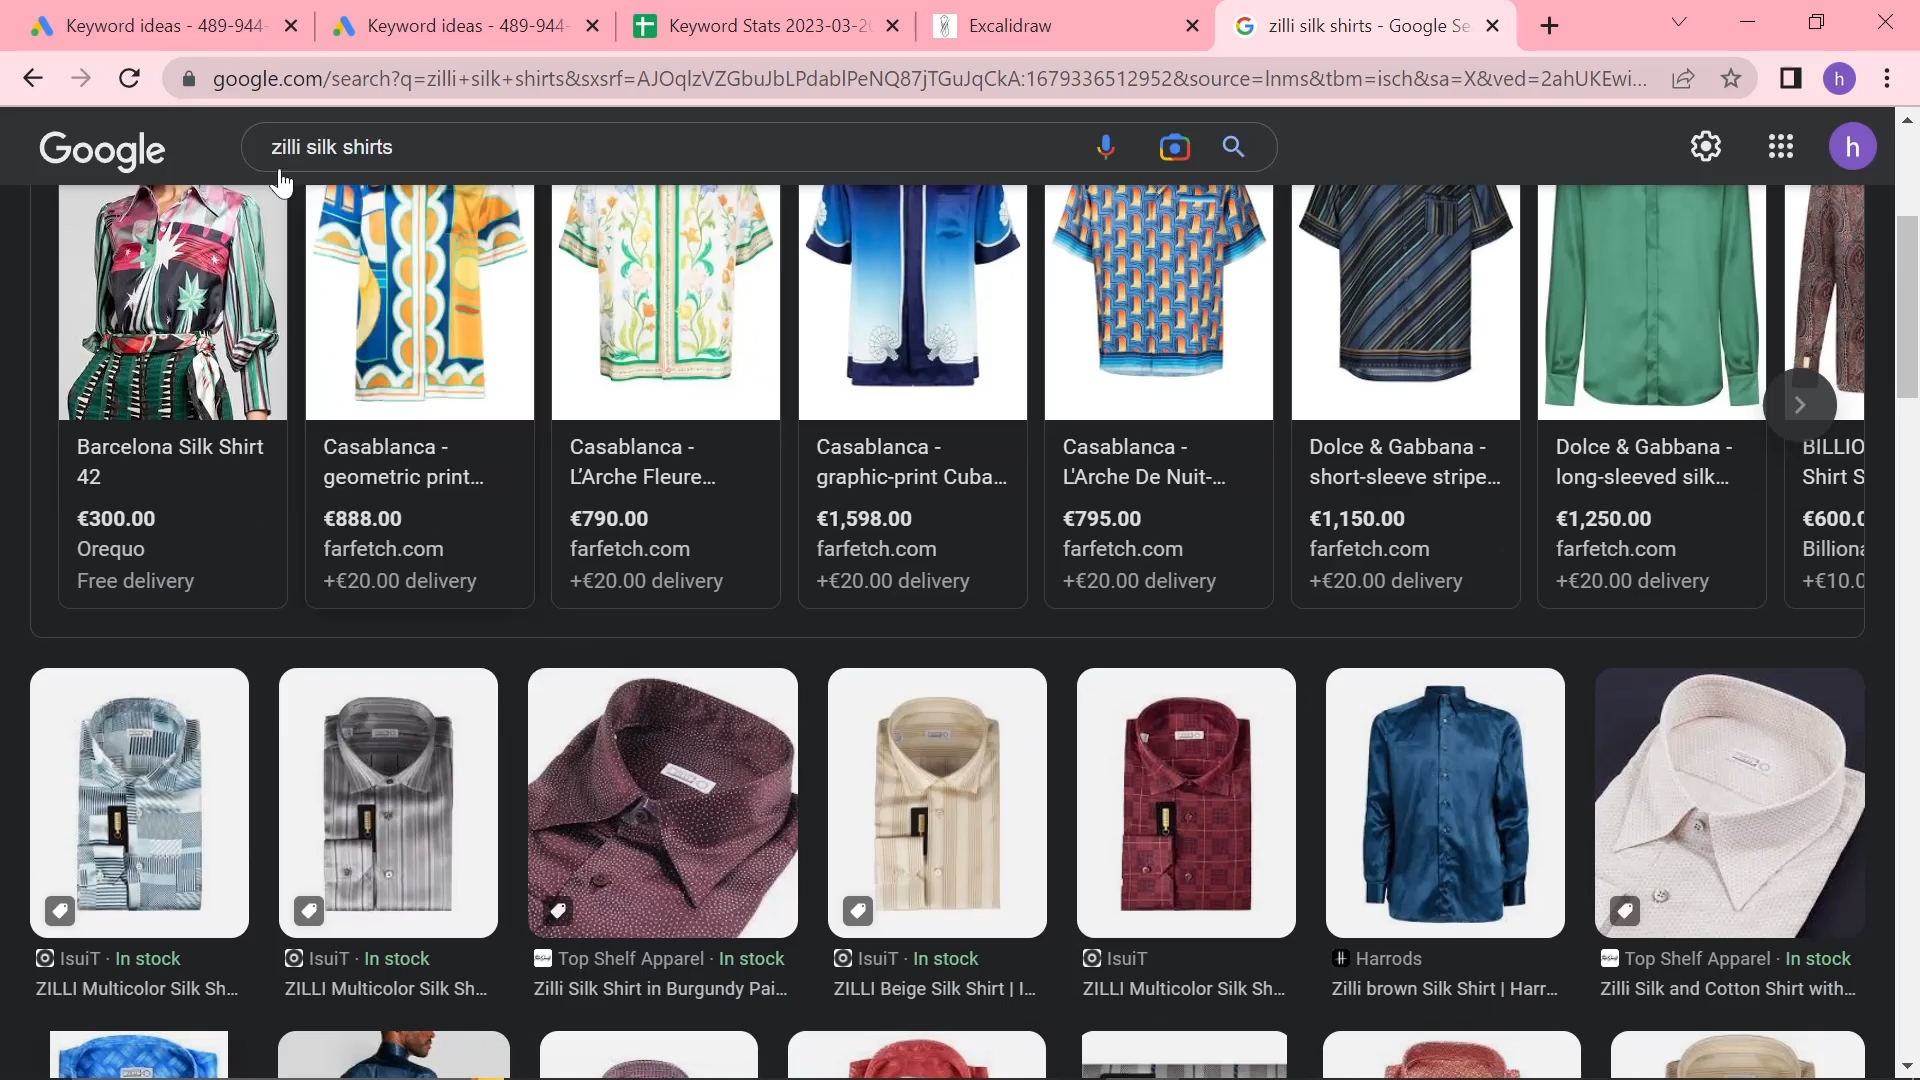 Keyword ideas - 489-944-
Keyword ideas - 489-944-
Keyword Stats 2023-03-20
Excalidraw
zilli silk shirts - Google Se
google.com/search?q=zilli+silk+shirts&sxsrf=AJOqlzVZGbuJbLPdablPeNQ87jTGuJqCkA:1679336512952&source=lnms&tbm=isch&sa=X&ved=2ahUKEwi...
h
Google
zilli silk shirts
h
Barcelona Silk Shirt
42
€300.00
Orequo
Free delivery
Casablanca -
geometric print...
€888.00
farfetch.com
+€20.00 delivery
Casablanca -
L’Arche Fleure...
€790.00
farfetch.com
+€20.00 delivery
Casablanca -
graphic-print Cuba...
€1,598.00
farfetch.com
+€20.00 delivery
Casablanca -
L'Arche De Nuit-...
€795.00
farfetch.com
+€20.00 delivery
Dolce & Gabbana -
short-sleeve stripe...
€1,150.00
farfetch.com
+€20.00 delivery
Dolce & Gabbana -
long-sleeved silk...
€1,250.00
farfetch.com
+€20.00 delivery
BILLIO
Shirt S
€600.0
Billiona
+€10.0
IsuiT · In stock
ZILLI Multicolor Silk Sh...
IsuiT · In stock
ZILLI Multicolor Silk Sh...
Top Shelf Apparel · In stock
Zilli Silk Shirt in Burgundy Pai...
IsuiT · In stock
ZILLI Beige Silk Shirt | I...
IsuiT
ZILLI Multicolor Silk Sh...
Harrods
Zilli brown Silk Shirt | Harr...
Top Shelf Apparel · In stock
Zilli Silk and Cotton Shirt with...